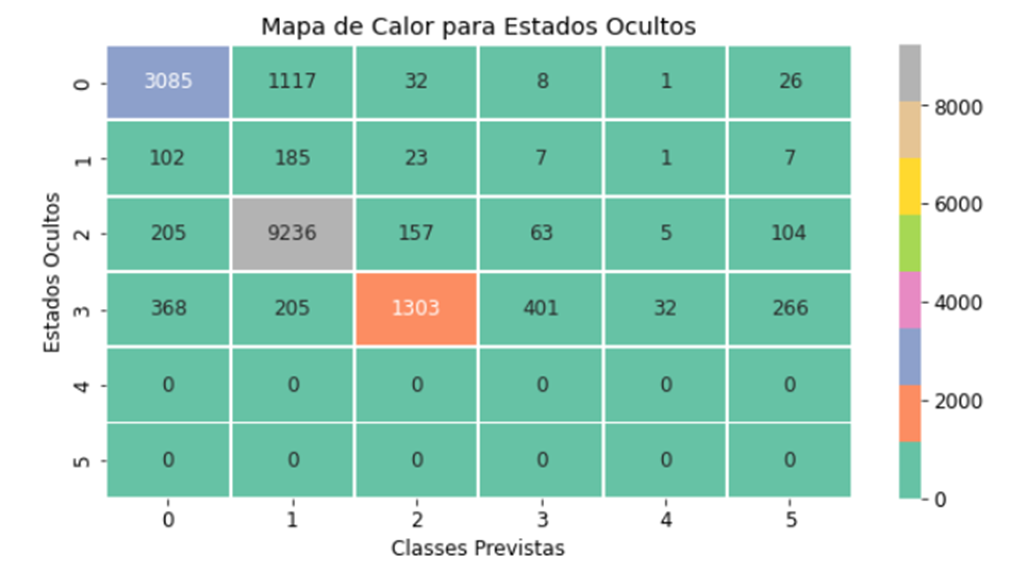 Mapa de Calor para Estados Ocultos
0 3085 1117 32 8 1 26
1 102 185 23 7 1 7
2 205 9236 157 63 5 104
3 368 205 1303 401 32 266
4 0 0 0 0 0 0
5 0 0 0 0 0 0
0 1 2 3 4 5
Estados Ocultos
Classes Previstas
8000
6000
4000
2000
0